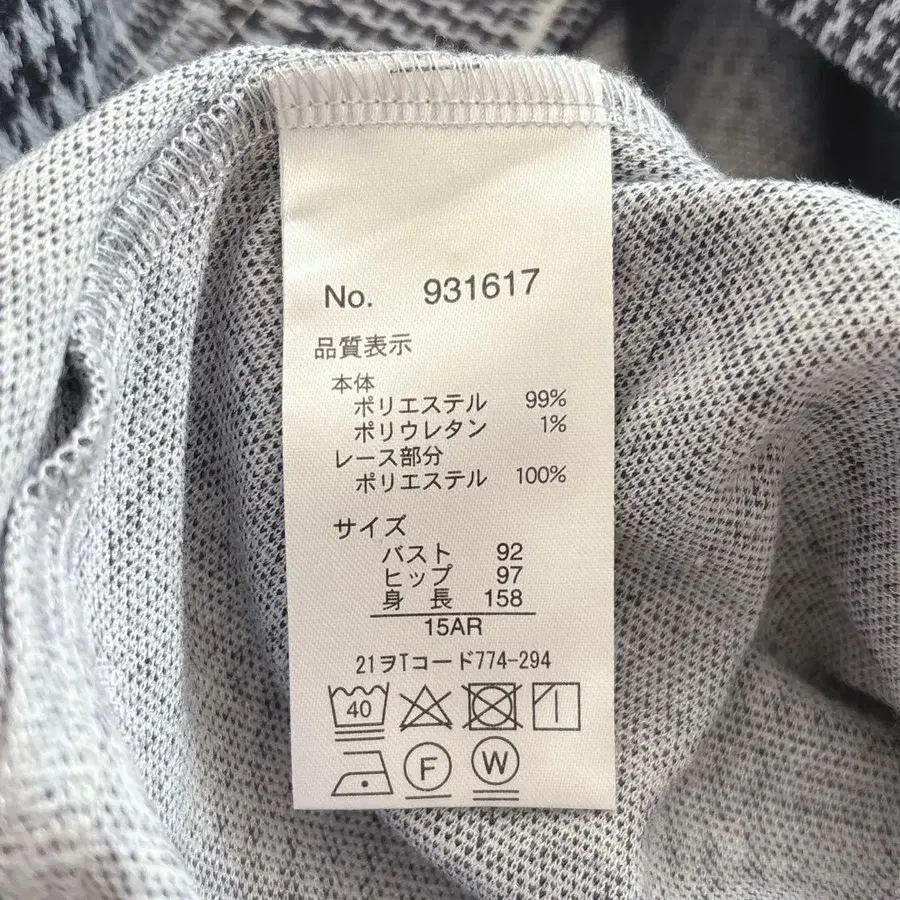 No. 931617
品質表示
本体
ポリエステル 99%
ポリウレタン 1%
レース部分
ポリエステル 100%
サイズ
バスト 92
ヒップ 97
身長 158
15AR
21ヲTコード774-294
40
F W